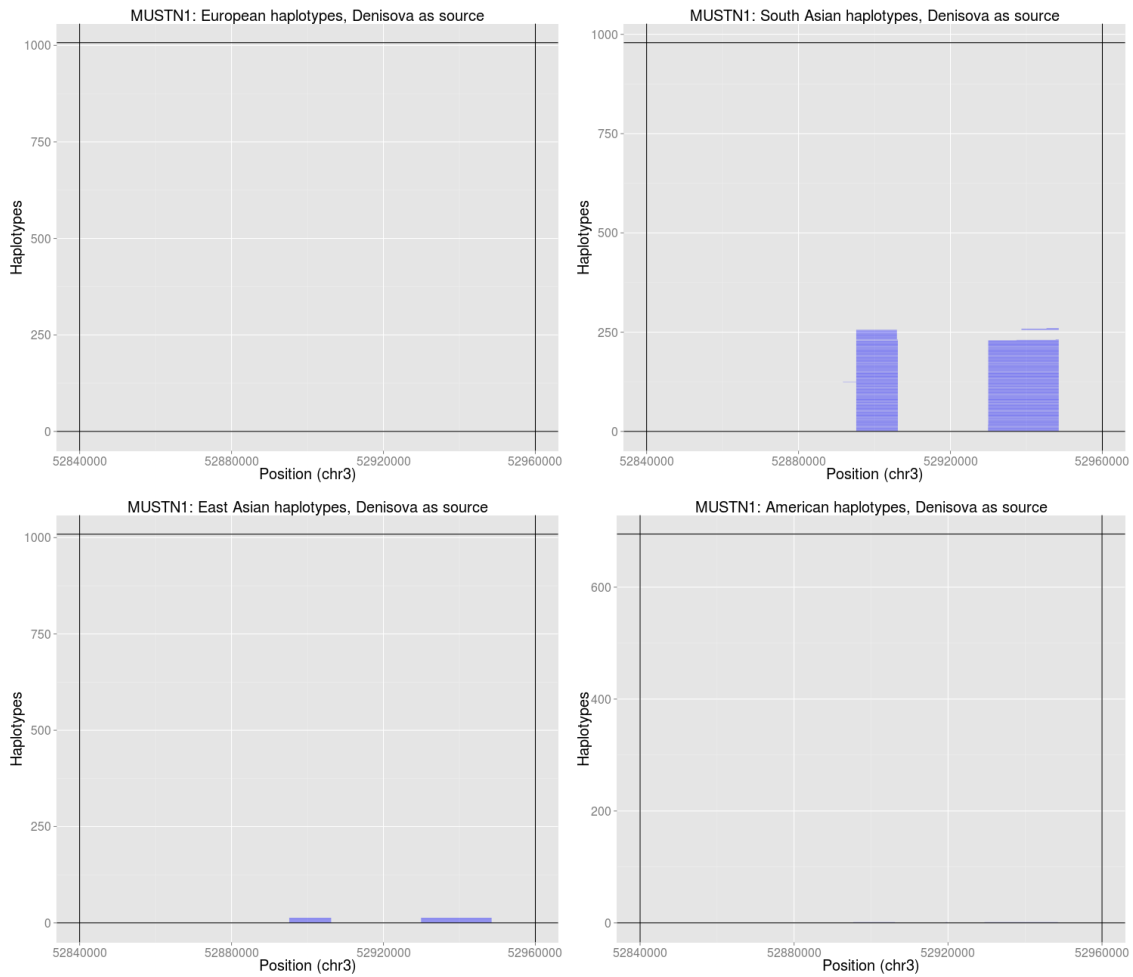 MUSTN1: European haplotypes, Denisova as source
1000
750
500
250
0
Haplotypes
52840000 52880000 52920000 52960000
Position (chr3)
MUSTN1: South Asian haplotypes, Denisova as source
1000
750
500
250
0
Haplotypes
52840000 52880000 52920000 52960000
Position (chr3)
MUSTN1: East Asian haplotypes, Denisova as source
1000
750
500
250
0
Haplotypes
52840000 52880000 52920000 52960000
Position (chr3)
MUSTN1: American haplotypes, Denisova as source
600
400
200
0
Haplotypes
52840000 52880000 52920000 52960000
Position (chr3)